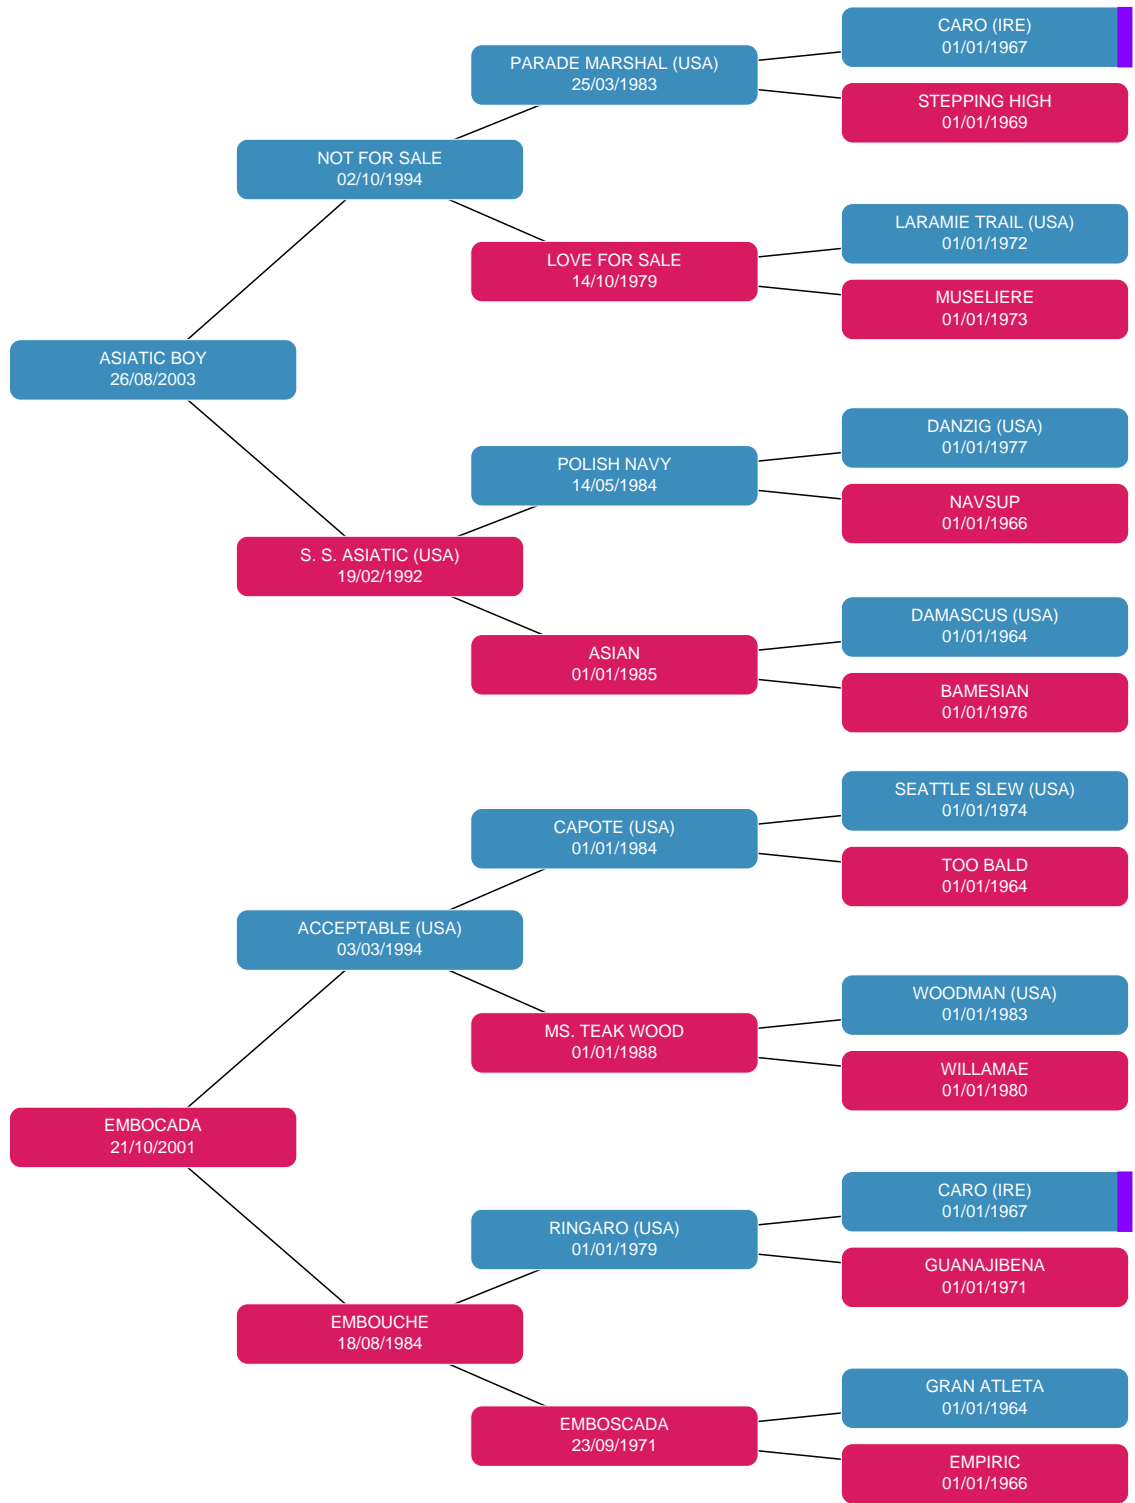 CARO (IRE)
01/01/1967
PARADE MARSHAL (USA)
25/03/1983
STEPPING HIGH
01/01/1969
NOT FOR SALE
02/10/1994
LARAMIE TRAIL (USA)
01/01/1972
LOVE FOR SALE
14/10/1979
MUSELIERE
01/01/1973
ASIATIC BOY
26/08/2003
DANZIG (USA)
01/01/1977
POLISH NAVY
14/05/1984
NAVSUP
01/01/1966
S. S. ASIATIC (USA)
19/02/1992
DAMASCUS (USA)
01/01/1964
ASIAN
01/01/1985
BAMESIAN
01/01/1976
SEATTLE SLEW (USA)
01/01/1974
CAPOTE (USA)
01/01/1984
TOO BALD
01/01/1964
ACCEPTABLE (USA)
03/03/1994
WOODMAN (USA)
01/01/1983
MS. TEAK WOOD
01/01/1988
WILLAMAE
01/01/1980
EMBOCADA
21/10/2001
CARO (IRE)
01/01/1967
RINGARO (USA)
01/01/1979
GUANAJIBENA
01/01/1971
EMBOUCHE
18/08/1984
GRAN ATLETA
01/01/1964
EMBOSCADA
23/09/1971
EMPIRIC
01/01/1966